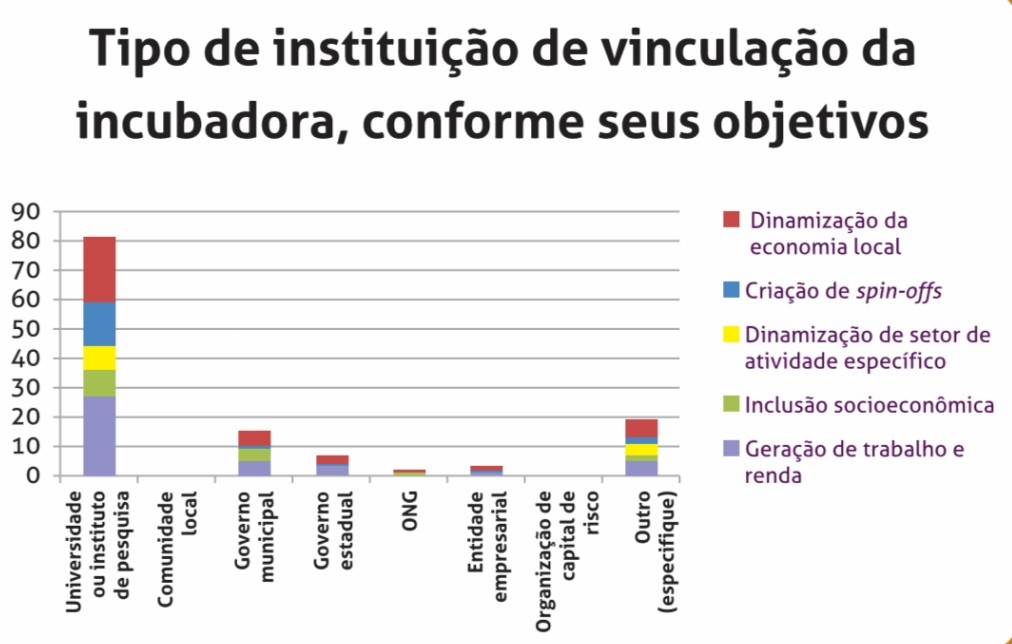 Tipo de instituição de vinculação da
incubadora, conforme seus objetivos
90
80
70
60
50
40
30
20
10
0
Universidade
ou instituto
de pesquisa
Comunidade
local
Governo
municipal
Governo
estadual
ONG
Entidade
empresarial
Organização de
capital de
risco
Outro
(especifique)
Dinamização da
economia local
Criação de spin-offs
Dinamização de setor de
atividade específico
Inclusão socioeconômica
Geração de trabalho e
renda